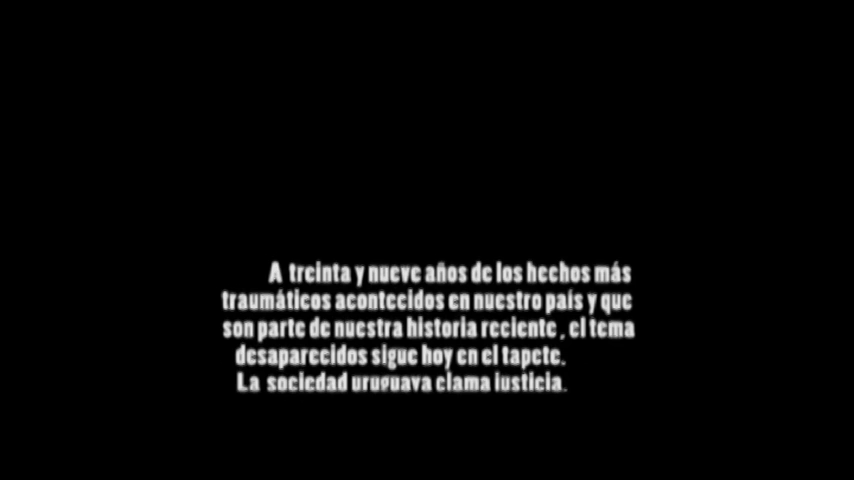 A treinta y nueve años de los hechos más
traumáticos acontecidos en nuestro país y que
son parte de nuestra historia reciente, el tema
desaparecidos sigue hoy en el tapete.
La sociedad uruguaya clama justicia.